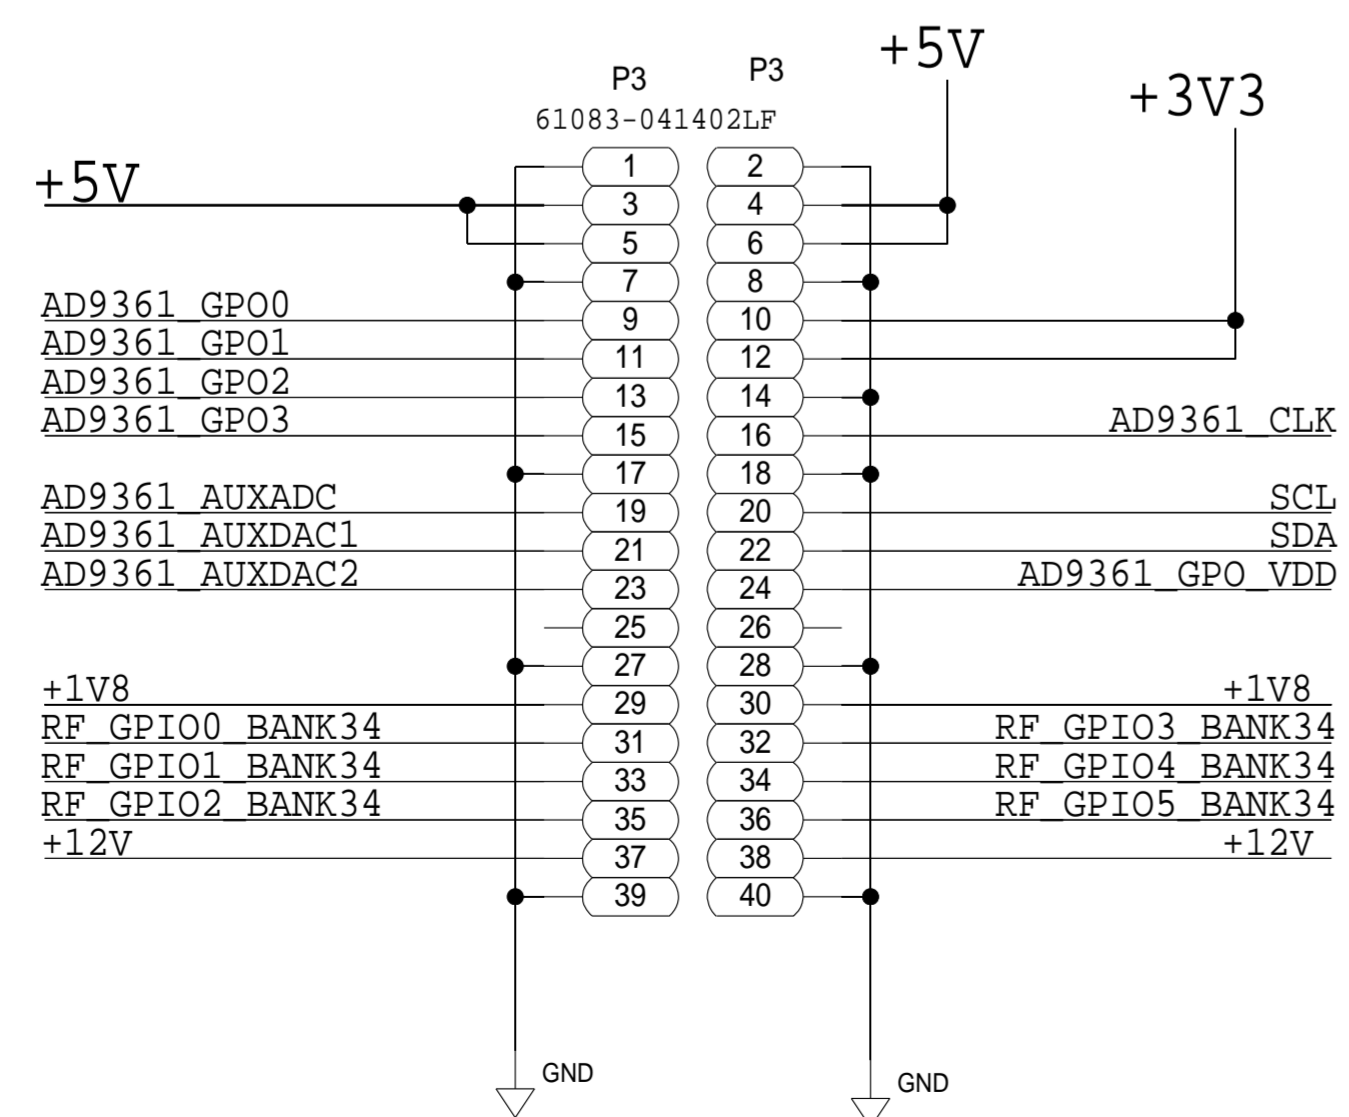 +5V
P3 P3
+3V3
61083-041402LF
1 2
+5V
3 4
5 6
7 8
AD9361_GPO0 9 10
AD9361_GPO1 11 12
AD9361_GPO2 13 14
AD9361_GPO3 15 16 AD9361_CLK
17 18
AD9361_AUXADC 19 20 SCL
AD9361_AUXDAC1 21 22 SDA
AD9361_AUXDAC2 23 24 AD9361_GPO_VDD
25 26
27 28
+1V8 29 30 +1V8
RF_GPIO0_BANK34 31 32 RF_GPIO3_BANK34
RF_GPIO1_BANK34 33 34 RF_GPIO4_BANK34
RF_GPIO2_BANK34 35 36 RF_GPIO5_BANK34
+12V 37 38 +12V
39 40
GND GND